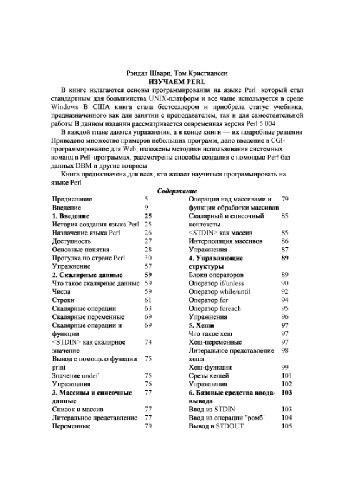 Рэндал Шварц, Том Кристиансен
ИЗУЧАЕМ PERL
В книге излагаются основы программирования на языке Perl, который стал
стандартным для большинства UNIX-платформ и все чаще используется в среде
Windows. В США книга стала бестселлером и приобрела статус учебника,
предназначенного как для занятий с преподавателем, так и для самостоятельной
работы. В данном издании рассматривается современная версия Perl 5.004.
В каждой главе даются упражнения, а в конце книги — их подробные решения.
Приведено множество примеров небольших программ, дано введение в CGI-
программирование для Web, изложены методики использования системных
команд в Perl-программах, рассмотрены способы создания с помощью Perl баз
данных DBM и другие вопросы.
Книга предназначена для всех, кто желает научиться программировать на
языке Perl.
Содержание
Предисловие 5
Введение 9
1. Введение 25
История создания языка Perl 25
Назначение языка Perl 26
Доступность 27
Основные понятия 28
Прогулка по стране Perl 30
Упражнение 57
2. Скалярные данные 59
Что такое скалярные данные 59
Числа 59
Строки 61
Скалярные операции 63
Скалярные переменные 69
Скалярные операции и 69
функции
<STDIN> как скалярное 74
значение
Вывод с помощью функции 75
print
Значение undef 75
Упражнения 76
3. Массивы и списочные 77
данные
Список и массив 77
Литеральное представление 77
Переменные 79
Операции над массивами и 79
функции обработки массивов
Скалярный и списочный 85
контексты
<STDIN> как массив 85
Интерполяция массивов 86
Упражнения 87
4. Управляющие 89
структуры
Блоки операторов 89
Оператор if/unless 90
Оператор while/until 92
Оператор for 94
Оператор foreach 95
Упражнения 96
5. Хеши 97
Что такое хеш 97
Хеш-переменные 97
Литеральное представление 98
хеша
Хеш-функции 99
Срезы хешей 101
Упражнения 102
6. Базовые средства ввода- 103
вывода
Ввод из STDIN 103
Ввод из операции "ромб" 104
Вывод в STDOUT 105